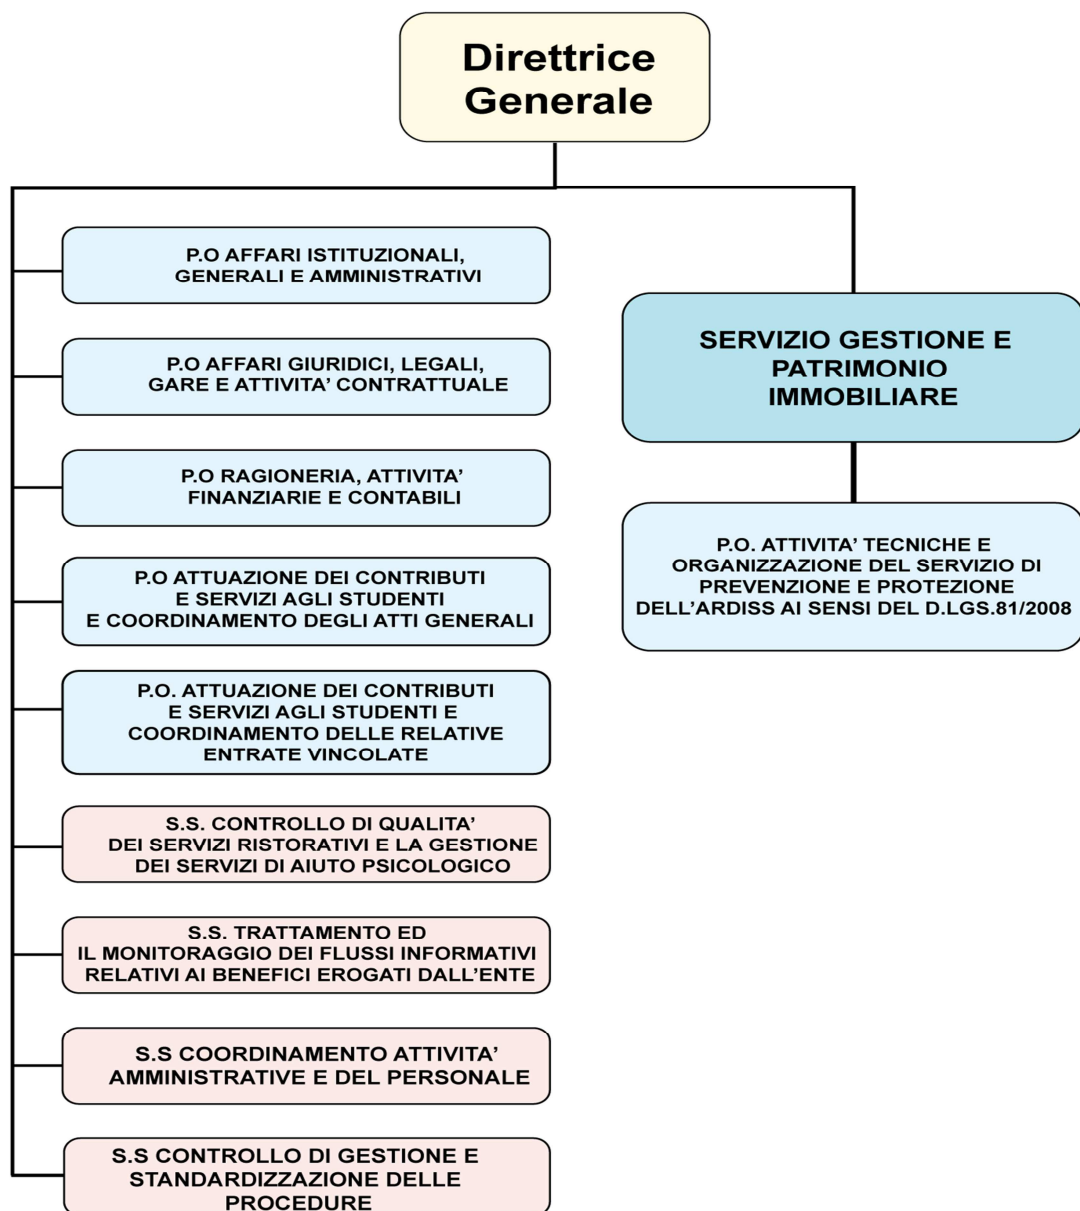 Direttrice
Generale
P.O AFFARI ISTITUZIONALI,
GENERALI E AMMINISTRATIVI
P.O AFFARI GIURIDICI, LEGALI,
GARE E ATTIVITA' CONTRATTUALE
P.O RAGIONERIA, ATTIVITA'
FINANZIARIE E CONTABILI
P.O ATTUAZIONE DEI CONTRIBUTI
E SERVIZI AGLI STUDENTI
E COORDINAMENTO DEGLI ATTI GENERALI
P.O. ATTUAZIONE DEI CONTRIBUTI
E SERVIZI AGLI STUDENTI E
COORDINAMENTO DELLE RELATIVE
ENTRATE VINCOLATE
S.S. CONTROLLO DI QUALITA'
DEI SERVIZI RISTORATIVI E LA GESTIONE
DEI SERVIZI DI AIUTO PSICOLOGICO
S.S. TRATTAMENTO ED
IL MONITORAGGIO DEI FLUSSI INFORMATIVI
RELATIVI AI BENEFICI EROGATI DALL'ENTE
S.S COORDINAMENTO ATTIVITA'
AMMINISTRATIVE E DEL PERSONALE
S.S CONTROLLO DI GESTIONE E
STANDARDIZZAZIONE DELLE
PROCEDURE
SERVIZIO GESTIONE E
PATRIMONIO
IMMOBILIARE
P.O. ATTIVITA' TECNICHE E
ORGANIZZAZIONE DEL SERVIZIO DI
PREVENZIONE E PROTEZIONE
DELL'ARDISS AI SENSI DEL D.LGS.81/2008